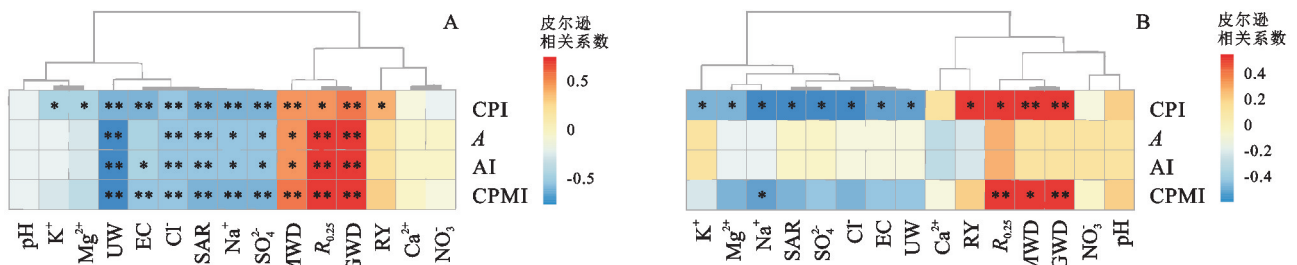 A
皮尔逊
相关系数
0.5
0
-0.5
* * ** ** ** ** ** ** ** * ** * CPI
** ** ** * * * ** ** A
** * ** ** * * * ** ** AI
** ** ** ** ** ** ** ** ** CPMI
pH K⁺ Mg²⁺ UW EC Cl⁻ SAR Na⁺ SO₄²⁻ MWD R₀.₂₅ GWD RY Ca²⁺ NO₃⁻
B
皮尔逊
相关系数
0.4
0.2
0
-0.2
-0.4
* * * * * * * * * * ** ** CPI
A
AI
* ** * ** CPMI
K⁺ Mg²⁺ Na⁺ SAR SO₄²⁻ Cl⁻ EC UW Ca²⁺ RY R₀.₂₅ MWD GWD NO₃⁻ pH